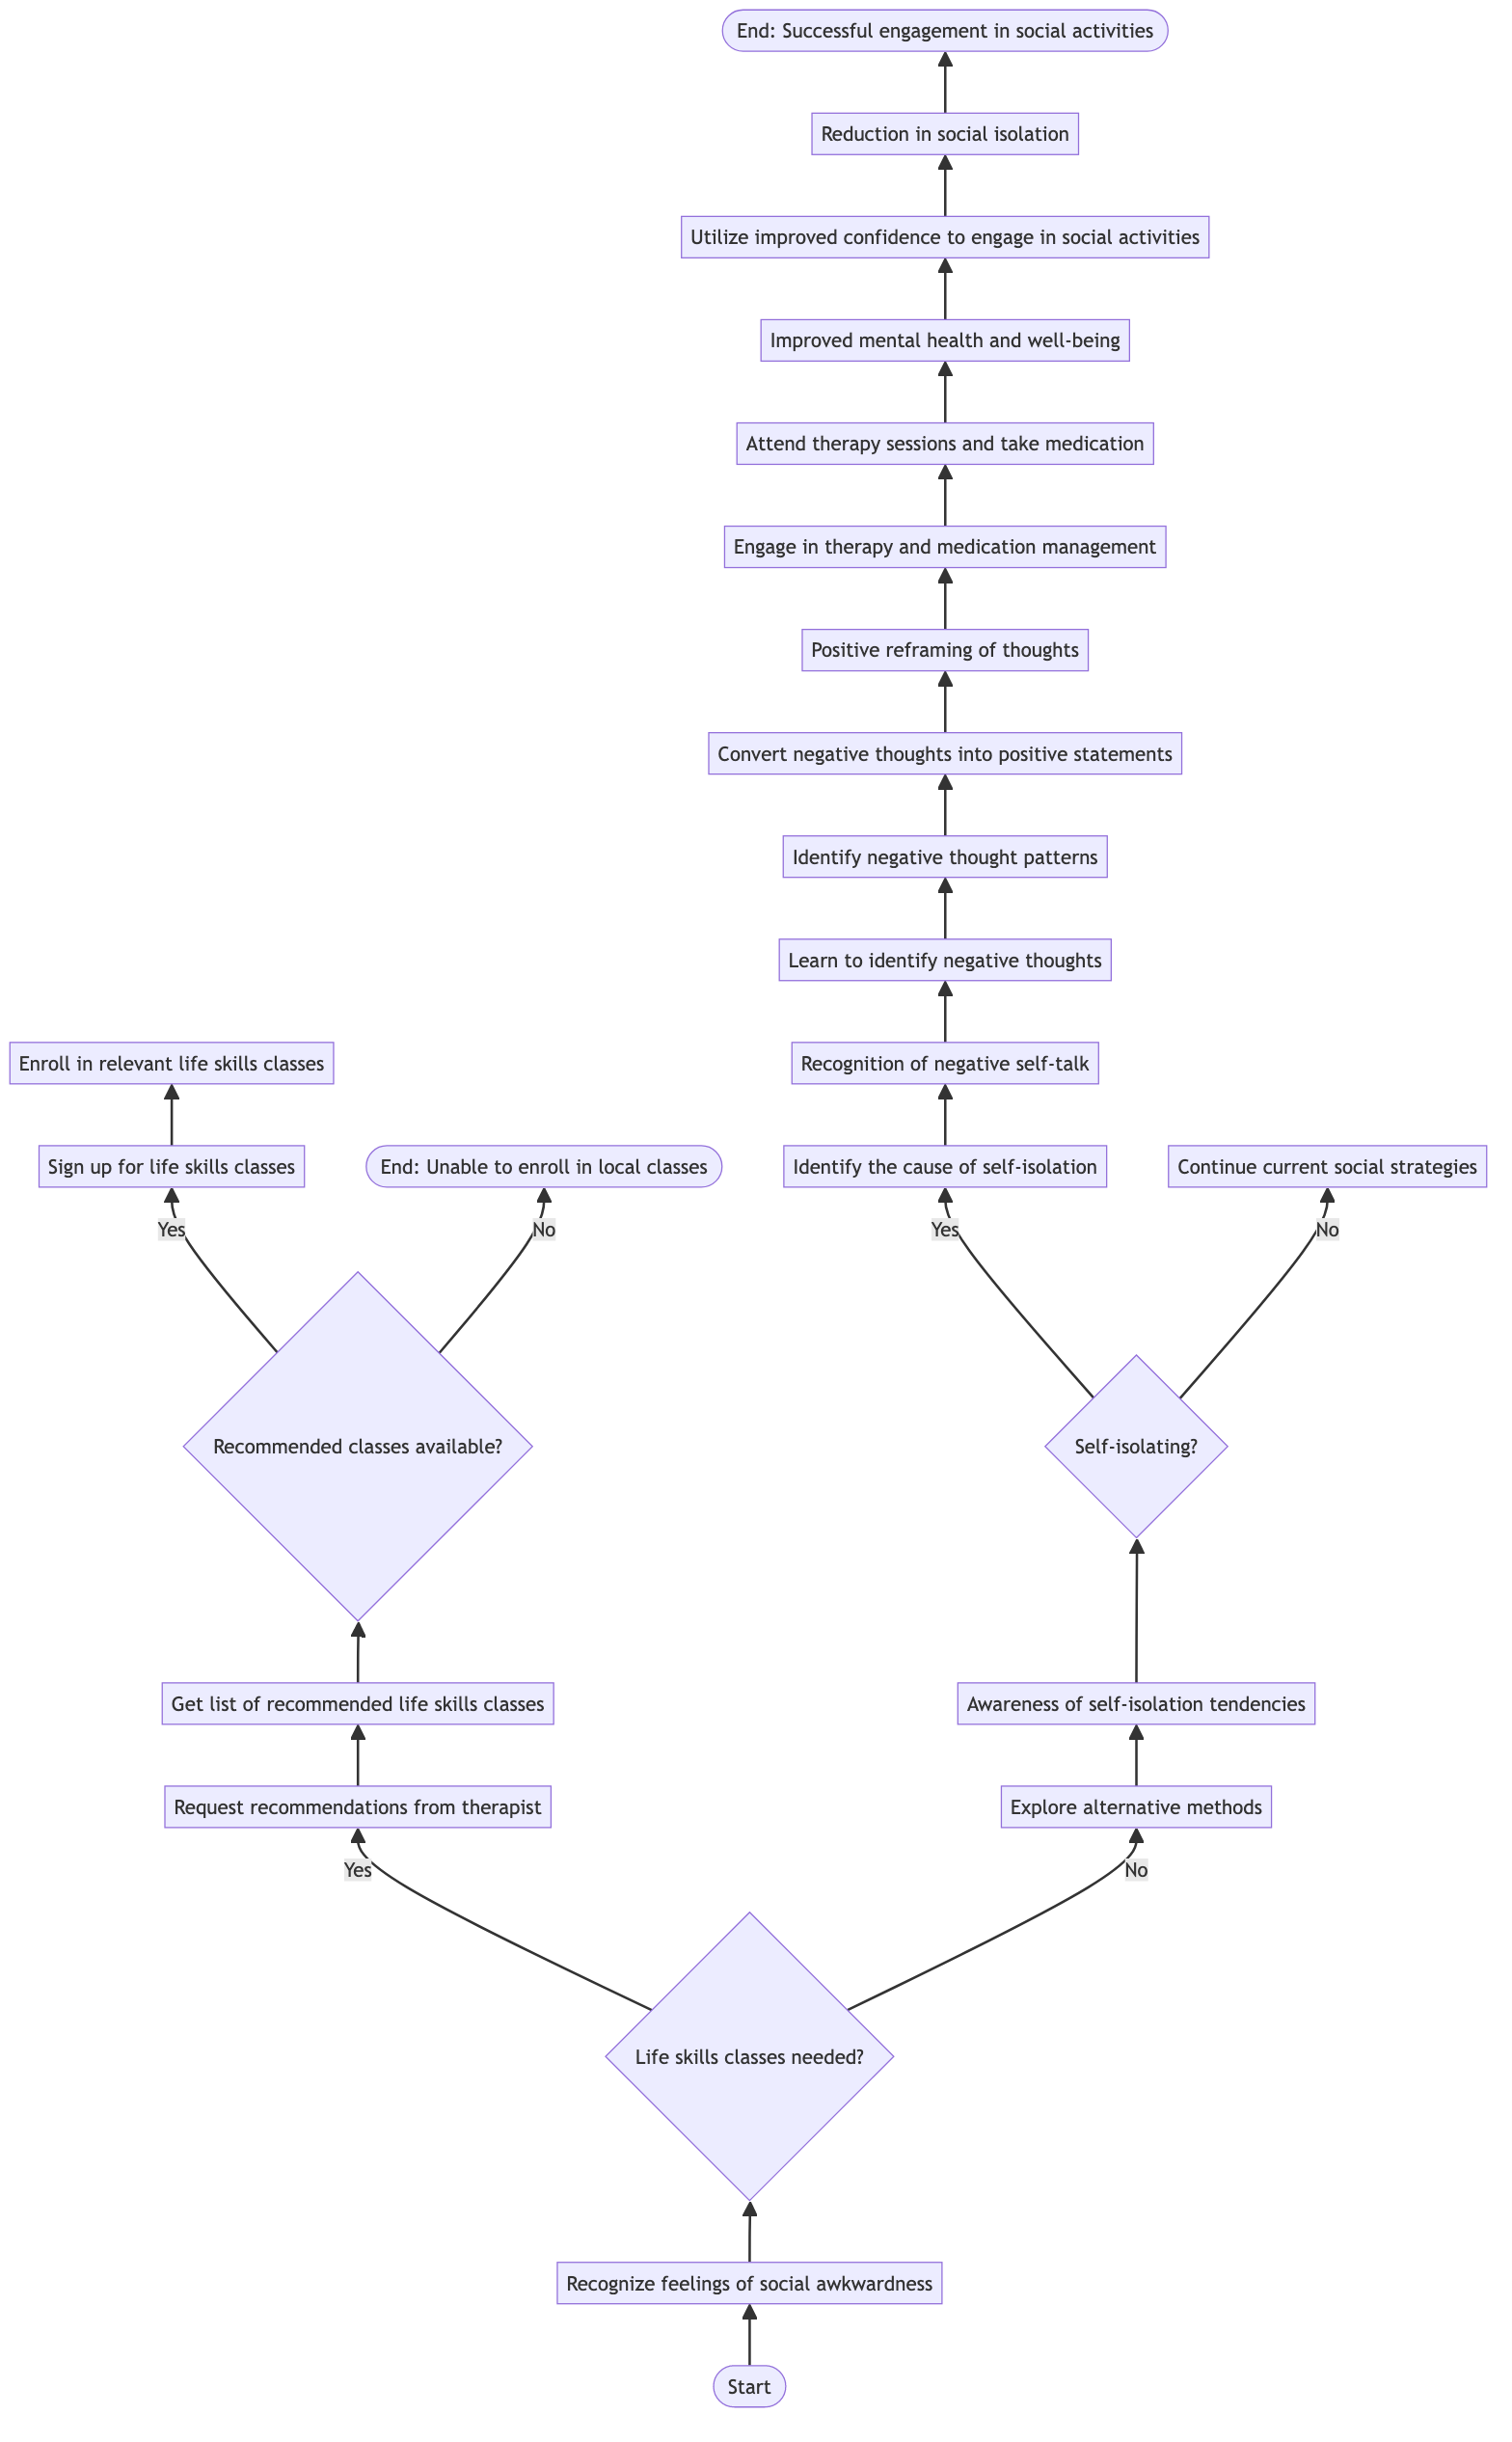 End: Successful engagement in social activities
Reduction in social isolation
Utilize improved confidence to engage in social activities
Improved mental health and well-being
Attend therapy sessions and take medication
Engage in therapy and medication management
Positive reframing of thoughts
Convert negative thoughts into positive statements
Identify negative thought patterns
Learn to identify negative thoughts
Enroll in relevant life skills classes
Recognition of negative self-talk
Sign up for life skills classes
End: Unable to enroll in local classes
Identify the cause of self-isolation
Continue current social strategies
Yes
No
Yes
No
Recommended classes available?
Self-isolating?
Get list of recommended life skills classes
Awareness of self-isolation tendencies
Request recommendations from therapist
Explore alternative methods
Yes
No
Life skills classes needed?
Recognize feelings of social awkwardness
Start